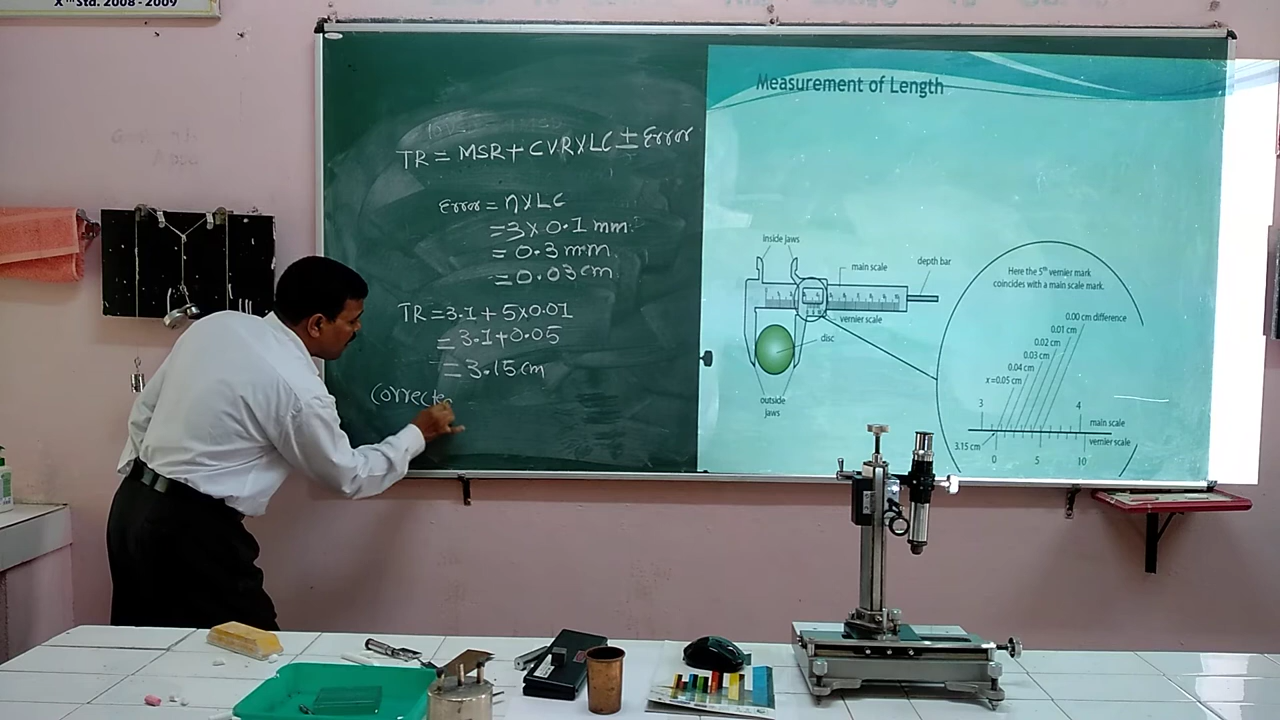 Xth Std. 2008 - 2009
TR = MSR + CVR X LC ± Error
Error = n X LC
= 3 X 0.1 mm.
= 0.3 mm.
= 0.03 cm
TR = 3.1 + 5 X 0.01
= 3.1 + 0.05
= 3.15 cm
Correcte
Measurement of Length
inside jaws
main scale
depth bar
vernier scale
disc
outside
jaws
Here the 5th vernier mark
coincides with a main scale mark.
0.00 cm difference
0.01 cm
0.02 cm
0.03 cm
0.04 cm
x = 0.05 cm
3 4
main scale
vernier scale
3.15 cm
0 5 10